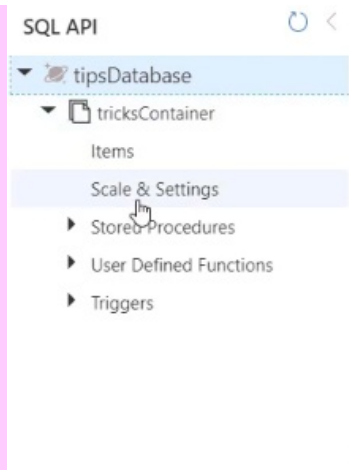 SQL API
tipsDatabase
tricksContainer
Items
Scale & Settings
Stored Procedures
User Defined Functions
Triggers